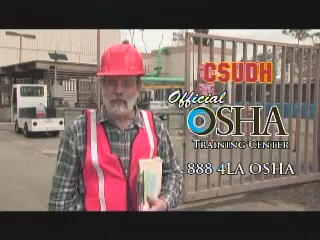 CSUDH
Official
OSHA
TRAINING CENTER
888 4LA OSHA